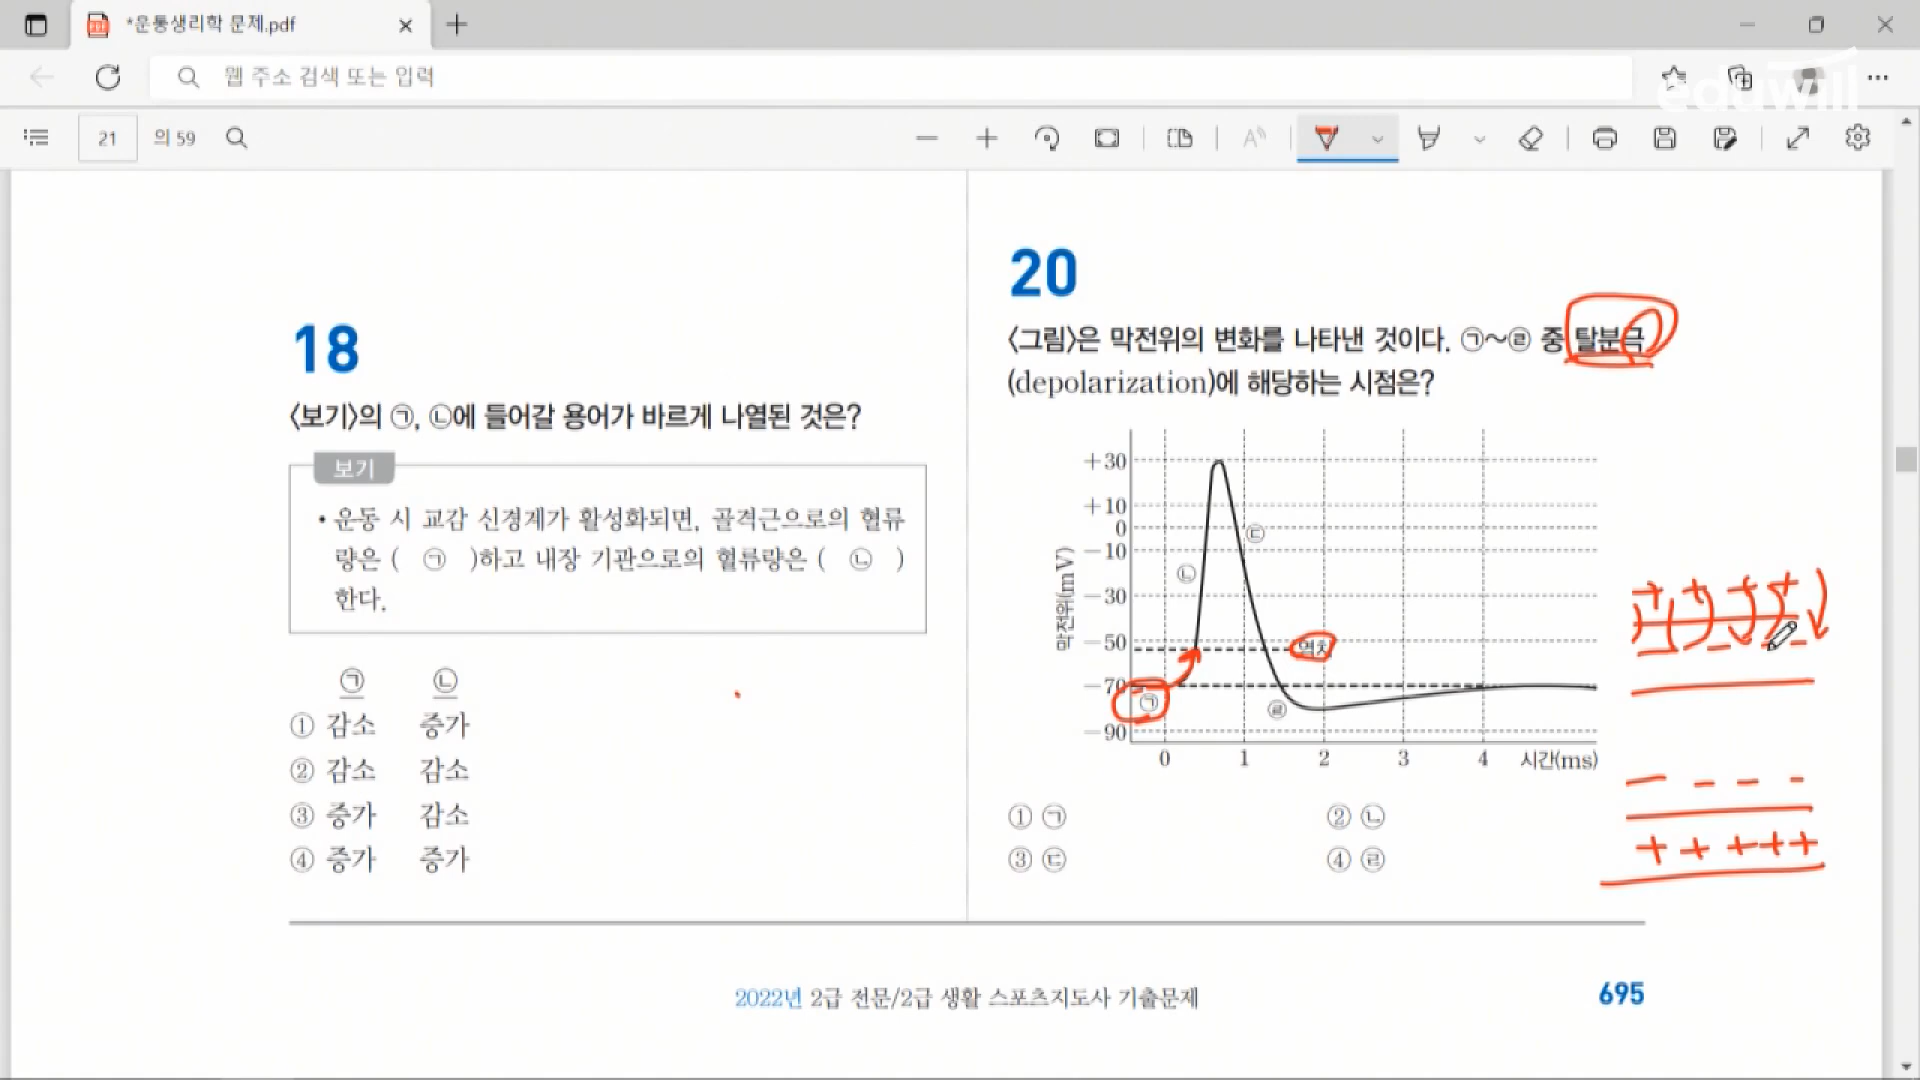 *운동생리학 문제.pdf
웹 주소 검색 또는 입력
eduwill
21 의 59
18
〈보기〉의 ㉠, ㉡에 들어갈 용어가 바르게 나열된 것은?
보기
• 운동 시 교감 신경계가 활성화되면, 골격근으로의 혈류
량은 ( ㉠ )하고 내장 기관으로의 혈류량은 ( ㉡ )
한다.
㉠ ㉡
① 감소 증가
② 감소 감소
③ 증가 감소
④ 증가 증가
20
〈그림〉은 막전위의 변화를 나타낸 것이다. ㉠~㉣ 중 탈분극
(depolarization)에 해당하는 시점은?
막전위(mV)
+30
+10
0
-10
-30
-50
-70
-90
㉠
㉡
㉢
㉣
역치
0 1 2 3 4 시간(ms)
+ + + +
- - - -
- - - -
+ + + + +
① ㉠ ② ㉡
③ ㉢ ④ ㉣
2022년 2급 전문/2급 생활 스포츠지도사 기출문제
695